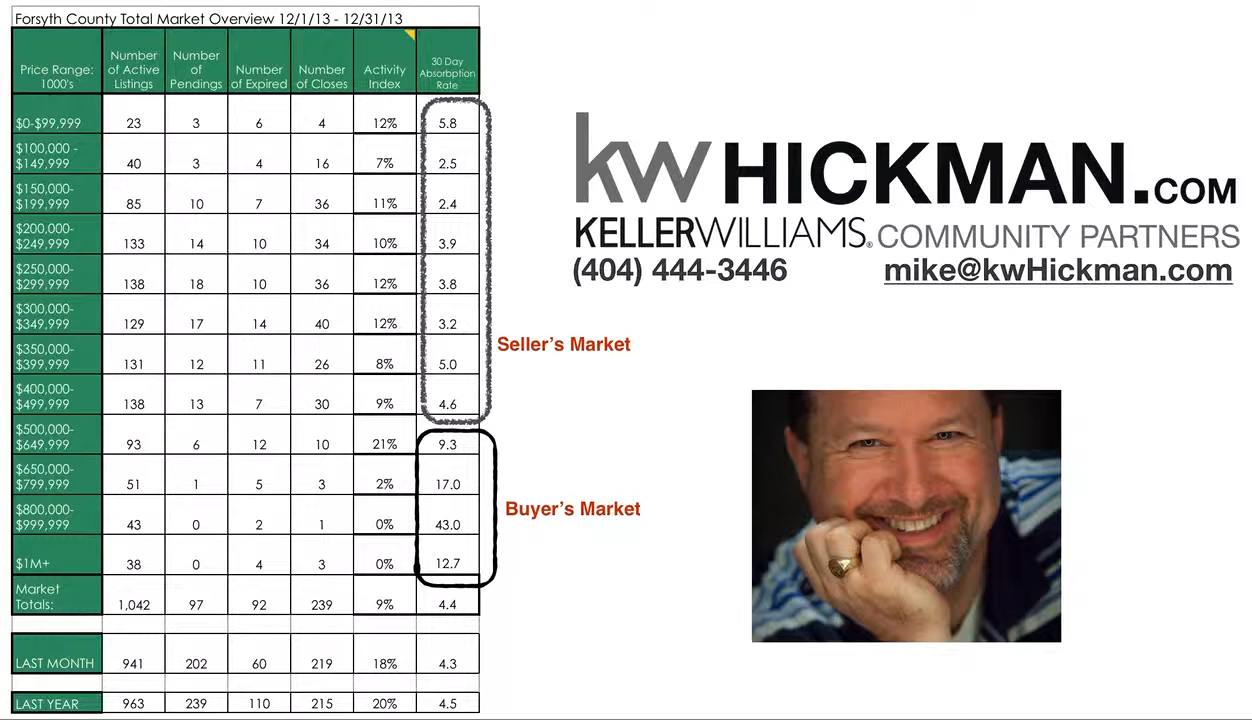 Forsyth County Total Market Overview 12/1/13 - 12/31/13
Price Range: 1000's Number of Active Listings Number of Pendings Number of Expired Number of Closes Activity Index 30 Day Absorbption Rate
$0-$99,999 23 3 6 4 12% 5.8
$100,000 - $149,999 40 3 4 16 7% 2.5
$150,000- $199,999 85 10 7 36 11% 2.4
$200,000- $249,999 133 14 10 34 10% 3.9
$250,000- $299,999 138 18 10 36 12% 3.8
$300,000- $349,999 129 17 14 40 12% 3.2
$350,000- $399,999 131 12 11 26 8% 5.0
$400,000- $499,999 138 13 7 30 9% 4.6
$500,000- $649,999 93 6 12 10 21% 9.3
$650,000- $799,999 51 1 5 3 2% 17.0
$800,000- $999,999 43 0 2 1 0% 43.0
$1M+ 38 0 4 3 0% 12.7
Market Totals: 1,042 97 92 239 9% 4.4
LAST MONTH 941 202 60 219 18% 4.3
LAST YEAR 963 239 110 215 20% 4.5
Seller's Market
Buyer's Market
kw HICKMAN.COM
KELLERWILLIAMS® COMMUNITY PARTNERS
(404) 444-3446 mike@kwHickman.com